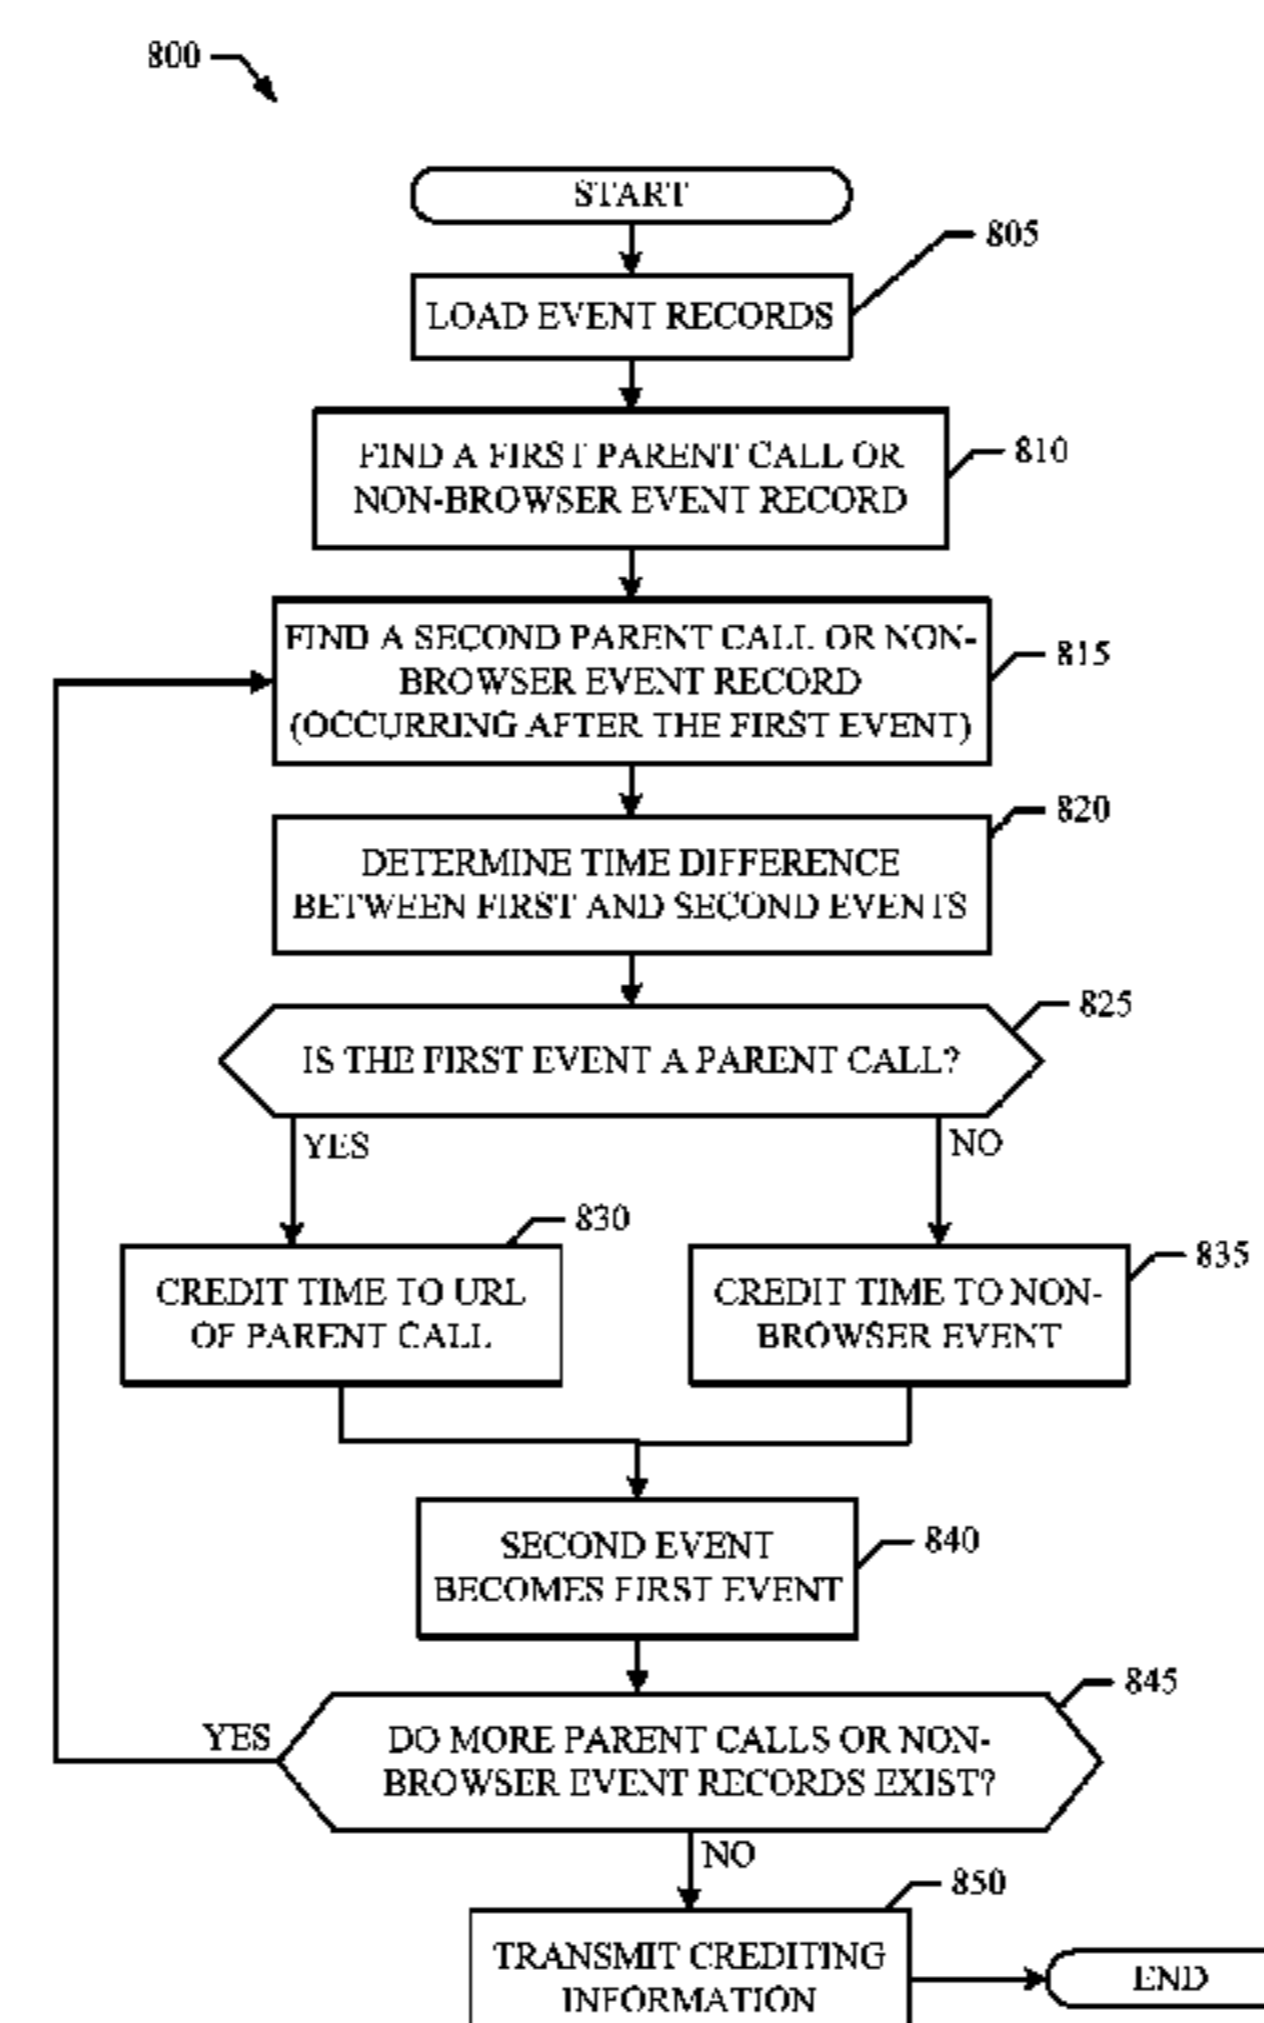 800
START
805
LOAD EVENT RECORDS
810
FIND A FIRST PARENT CALL OR
NON-BROWSER EVENT RECORD
815
FIND A SECOND PARENT CALL OR NON-
BROWSER EVENT RECORD
(OCCURRING AFTER THE FIRST EVENT)
820
DETERMINE TIME DIFFERENCE
BETWEEN FIRST AND SECOND EVENTS
825
IS THE FIRST EVENT A PARENT CALL?
YES
NO
830
835
CREDIT TIME TO URL
OF PARENT CALL
CREDIT TIME TO NON-
BROWSER EVENT
840
SECOND EVENT
BECOMES FIRST EVENT
845
YES
DO MORE PARENT CALLS OR NON-
BROWSER EVENT RECORDS EXIST?
NO
850
TRANSMIT CREDITING
INFORMATION
END